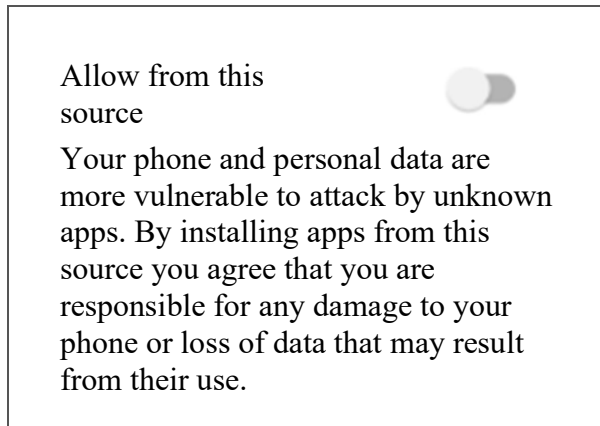 Allow from this
source
Your phone and personal data are
more vulnerable to attack by unknown
apps. By installing apps from this
source you agree that you are
responsible for any damage to your
phone or loss of data that may result
from their use.